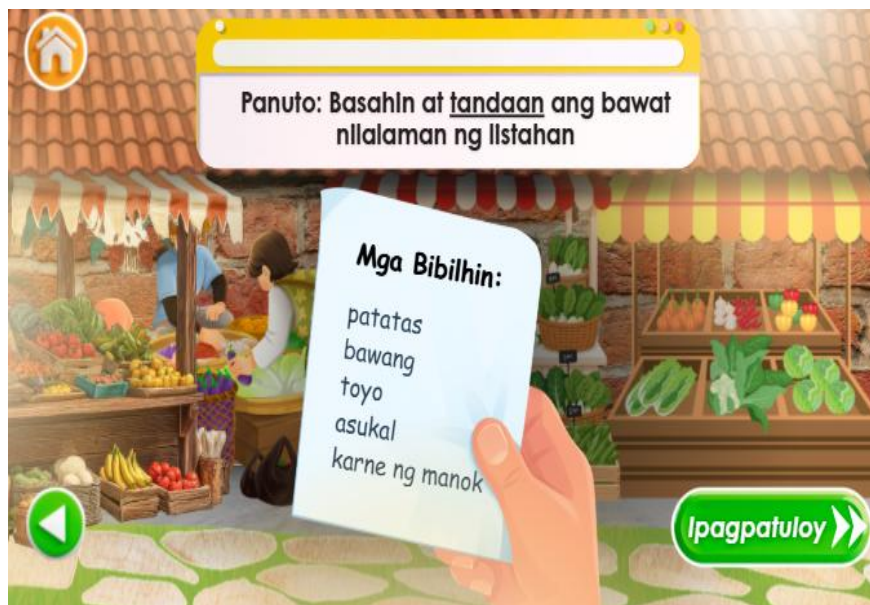 Panuto: Basahin at tandaan ang bawat
nilalaman ng listahan
Mga Bibilhin:
patatas
bawang
toyo
asukal
karne ng manok
Ipagpatuloy